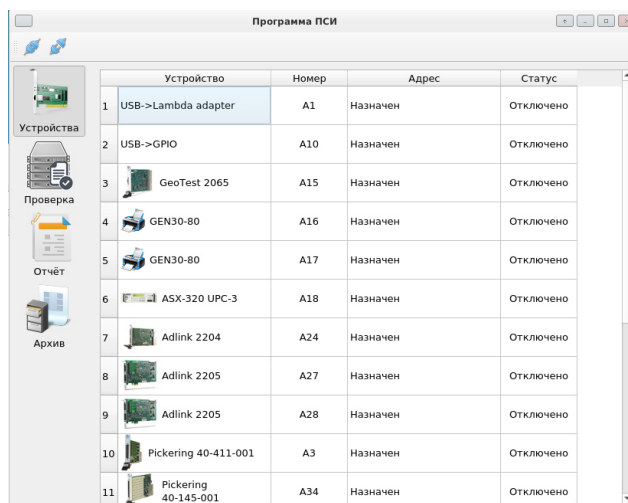 Программа ПСИ
Устройство Номер Адрес Статус
1 USB->Lambda adapter A1 Назначен Отключено
Устройства
2 USB->GPIO A10 Назначен Отключено
3 GeoTest 2065 A15 Назначен Отключено
Проверка
4 GEN30-80 A16 Назначен Отключено
5 GEN30-80 A17 Назначен Отключено
Отчёт
6 ASX-320 UPC-3 A18 Назначен Отключено
7 Adlink 2204 A24 Назначен Отключено
Архив
8 Adlink 2205 A27 Назначен Отключено
9 Adlink 2205 A28 Назначен Отключено
10 Pickering 40-411-001 A3 Назначен Отключено
11 Pickering A34 Назначен Отключено
40-145-001